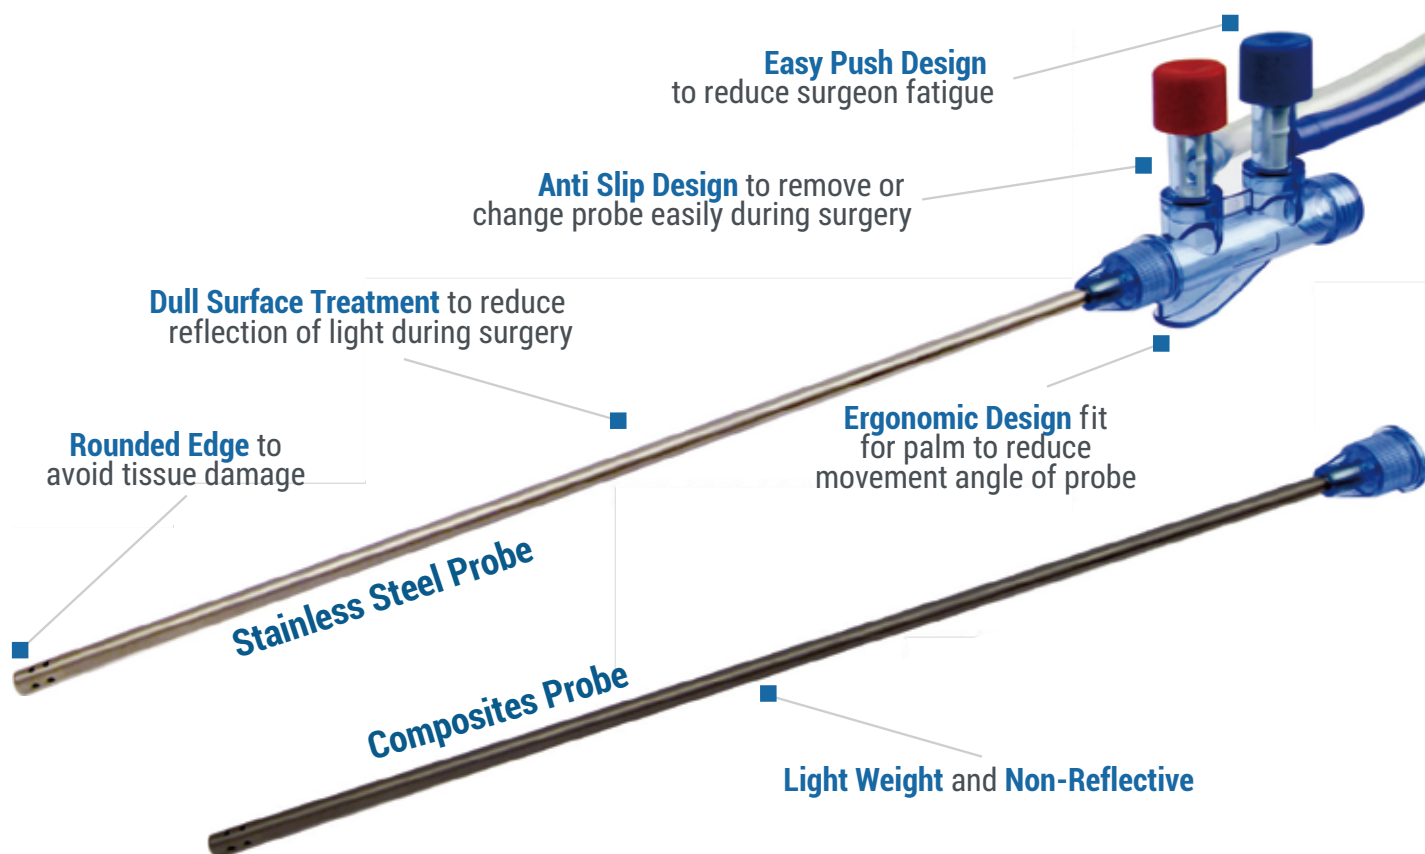 Easy Push Design
to reduce surgeon fatigue
Anti Slip Design to remove or
change probe easily during surgery
Dull Surface Treatment to reduce
reflection of light during surgery
Rounded Edge to
avoid tissue damage
Ergonomic Design fit
for palm to reduce
movement angle of probe
Stainless Steel Probe
Composites Probe
Light Weight and Non-Reflective